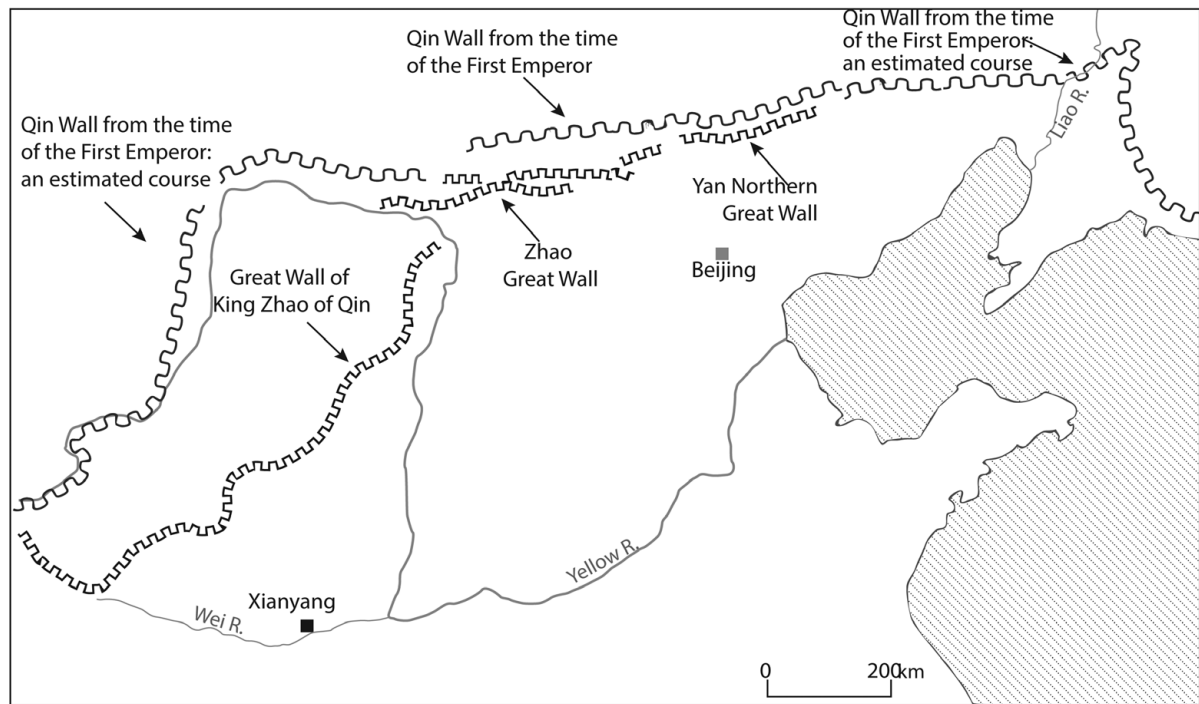 Qin Wall from the time
of the First Emperor:
an estimated course
Qin Wall from the time
of the First Emperor
Qin Wall from the time
of the First Emperor:
an estimated course
Liao R.
Yan Northern
Great Wall
Zhao
Great Wall
Beijing
Great Wall of
King Zhao of Qin
Yellow R.
Xianyang
Wei R.
0 200km